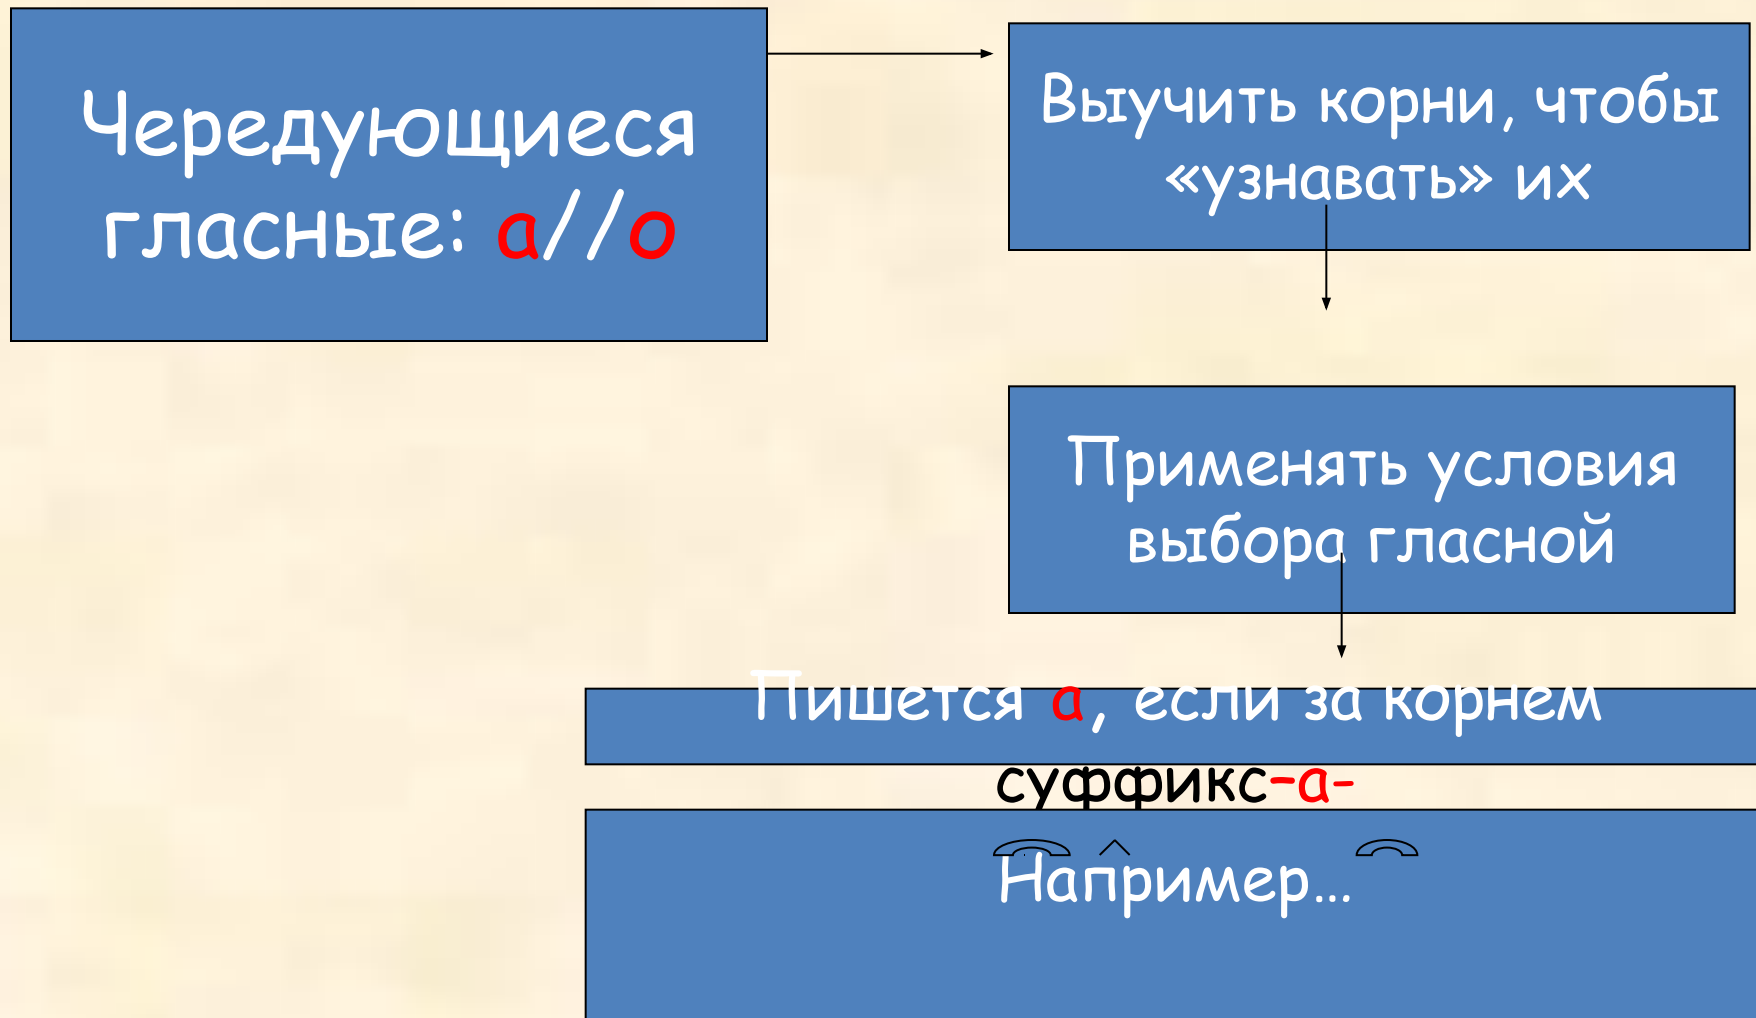 Чередующиеся
гласные: а//о
Выучить корни, чтобы
«узнавать» их
Применять условия
выбора гласной
Пишется а, если за корнем
суффикс-а-
Например…